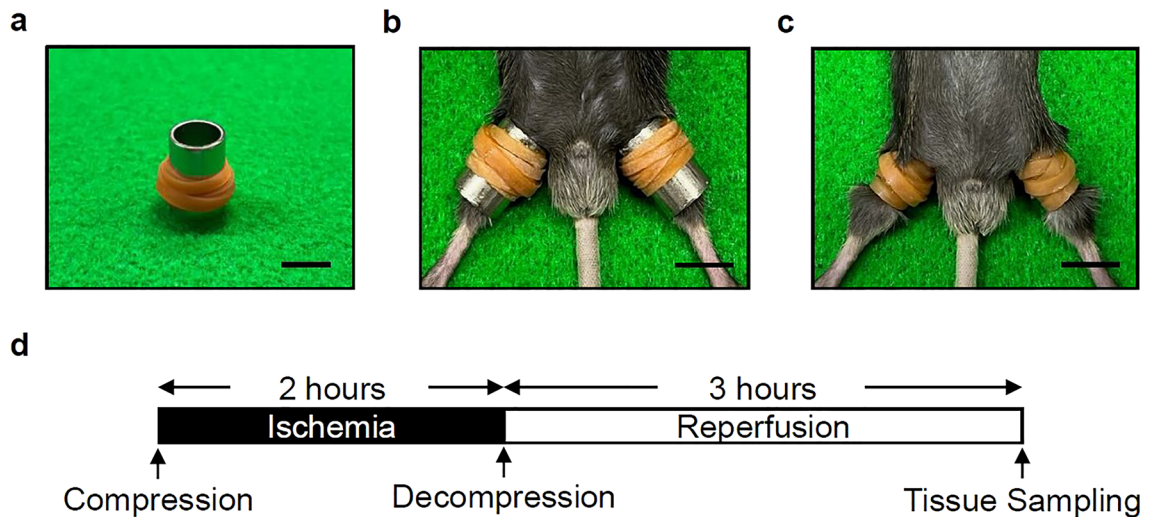 a
b
c
d
2 hours
3 hours
Ischemia
Reperfusion
Compression
Decompression
Tissue Sampling